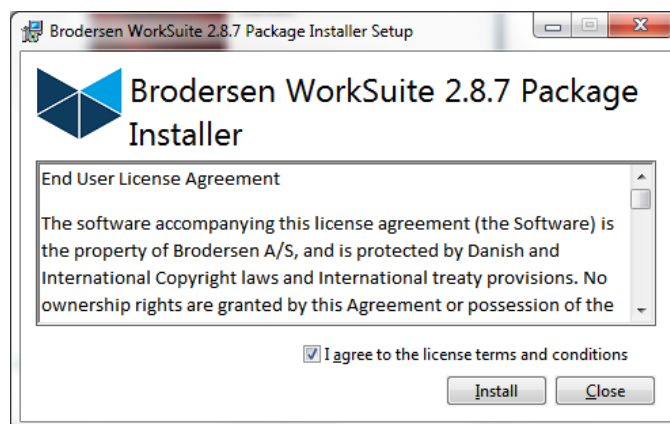 Brodersen WorkSuite 2.8.7 Package Installer Setup
Brodersen WorkSuite 2.8.7 Package
Installer
End User License Agreement
The software accompanying this license agreement (the Software) is
the property of Brodersen A/S, and is protected by Danish and
International Copyright laws and International treaty provisions. No
ownership rights are granted by this Agreement or possession of the
I agree to the license terms and conditions
Install
Close